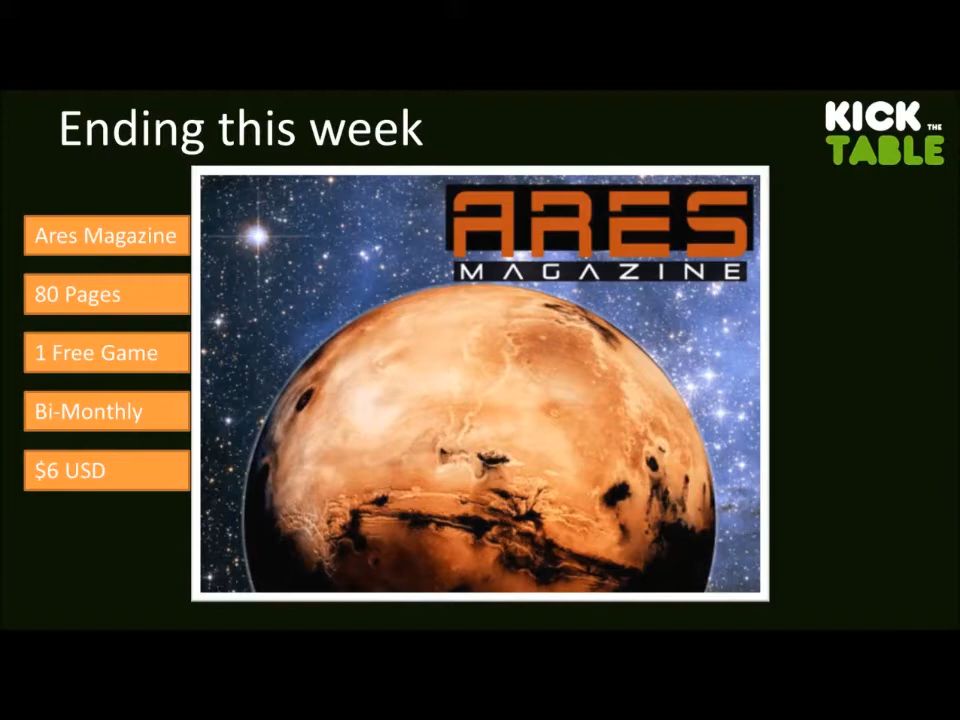 Ending this week
KICK THE
TABLE
ARES
MAGAZINE
Ares Magazine
80 Pages
1 Free Game
Bi-Monthly
$6 USD